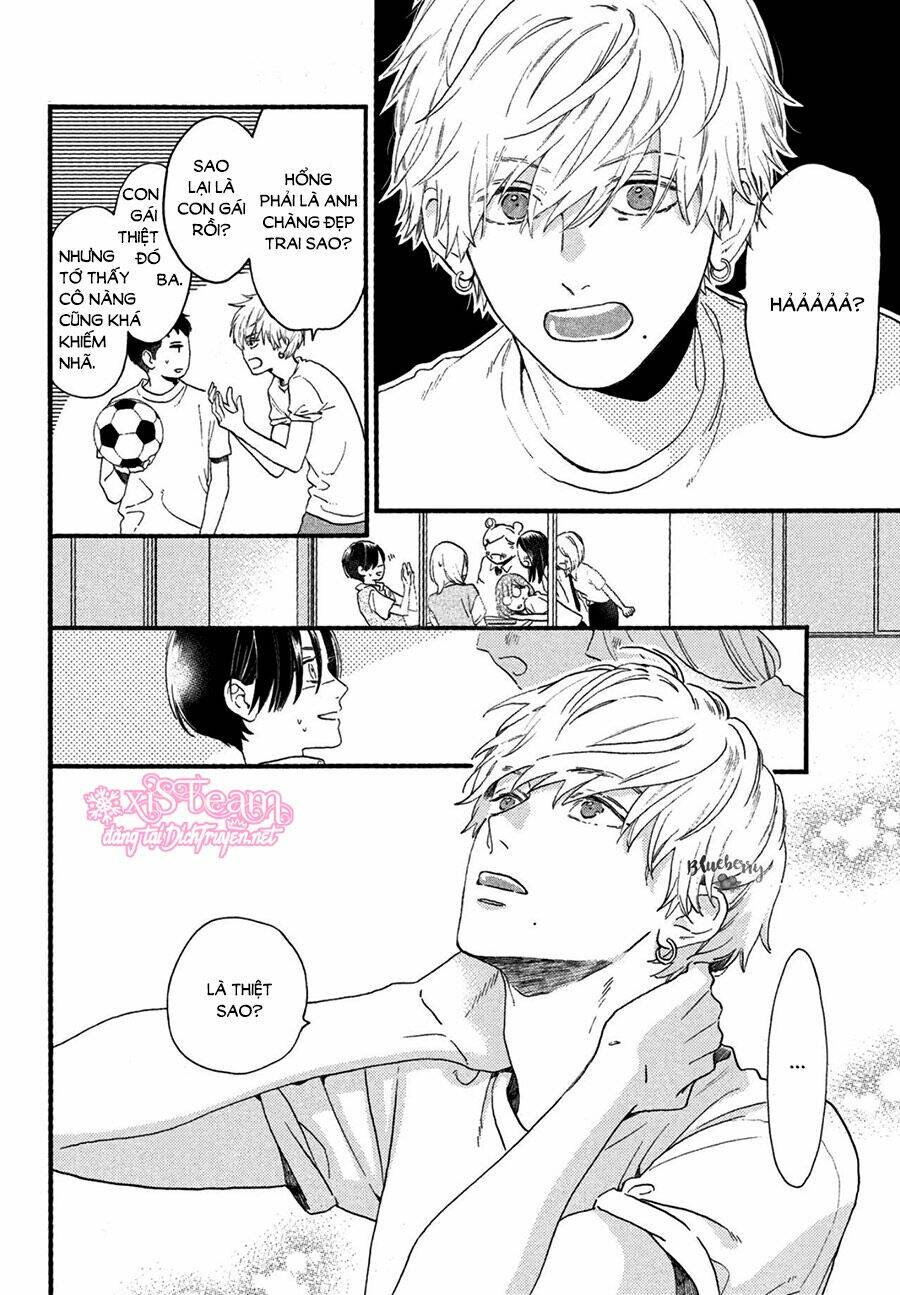 HẢẢẢẢẢ?
HỔNG
PHẢI LÀ ANH
CHÀNG ĐẸP
TRAI SAO?
SAO
LẠI LÀ
CON GÁI
RỒI?
CON
GÁI
THIỆT
ĐÓ
BA.
NHƯNG
TỚ THẤY
CÔ NÀNG
CŨNG KHÁ
KHIẾM
NHÃ.
xisTeam
đăng tại DichTruyen.net
Blueberry
LÀ THIỆT
SAO?
...